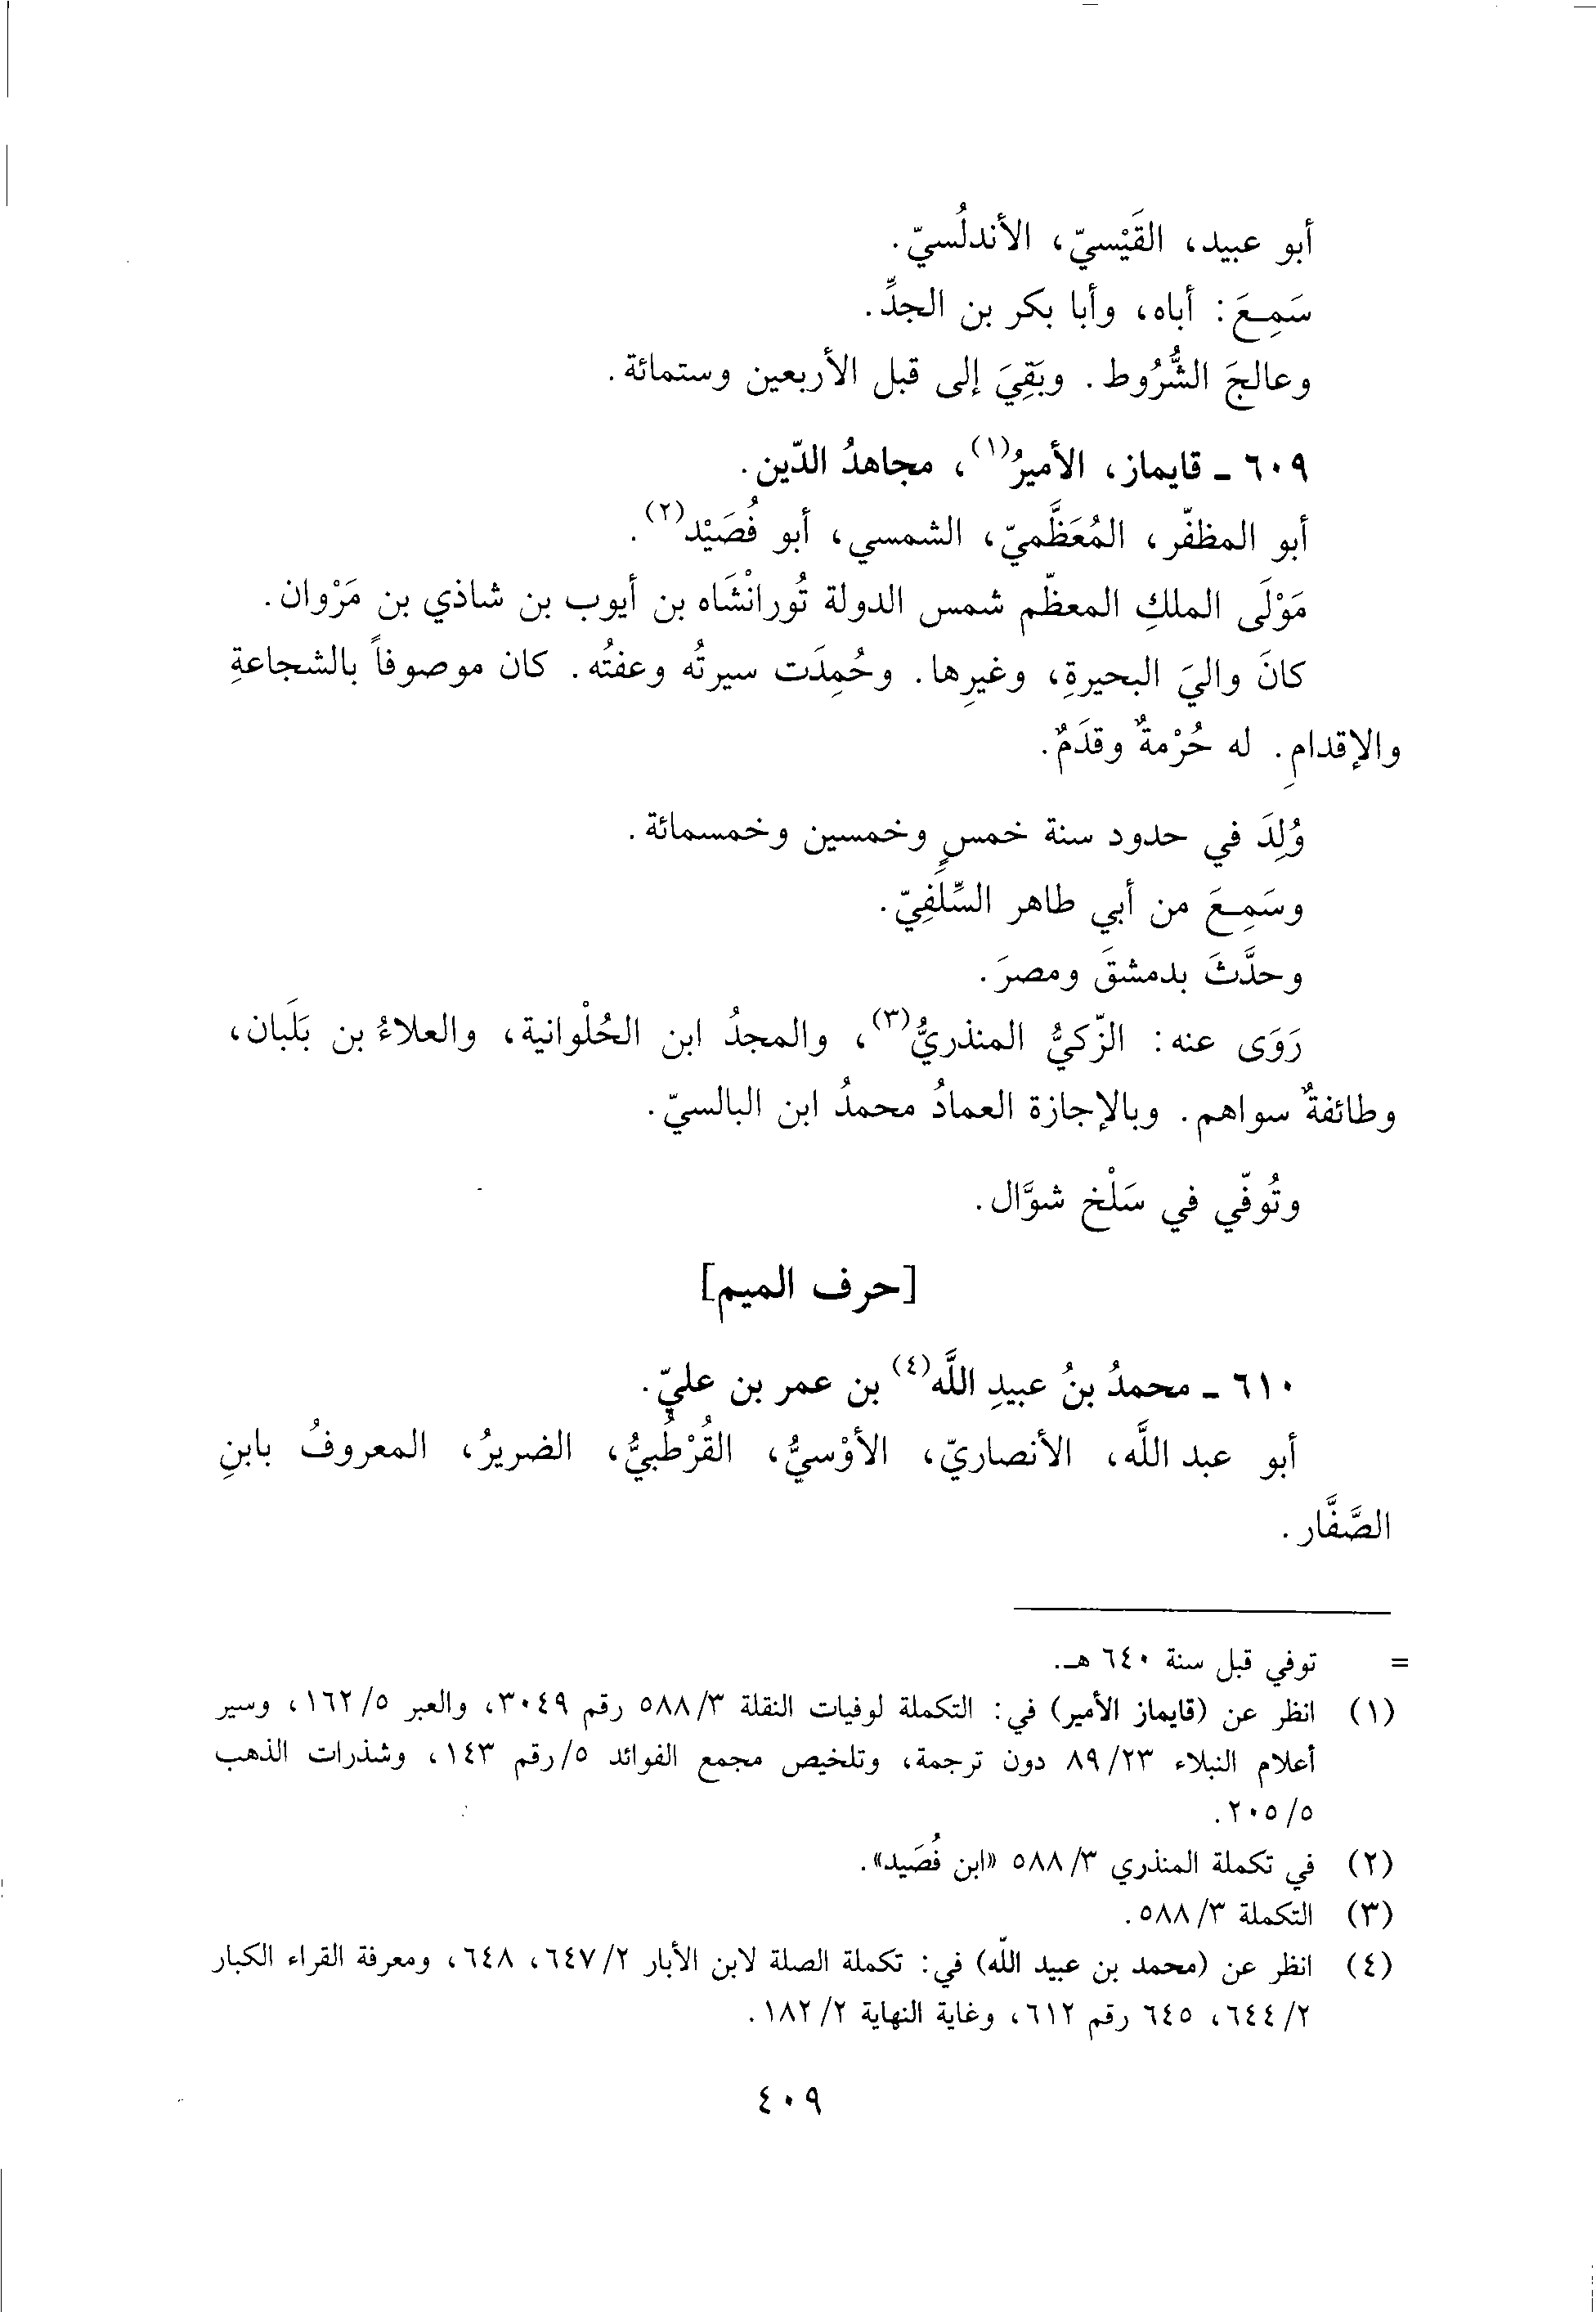 أبو عبيد، القَيْسيّ، الأندلُسيّ.
سَمِعَ: أباه، وأبا بكر بن الجدِّ.
وعالجَ الشُّرُوط. وبَقِيَ إلى قبل الأربعين وستمائة.
٦٠٩ ـ قايماز، الأميرُ(١)، مجاهدُ الدّين.
أبو المظفّر، المُعَظَّميّ، الشمسي، أبو فُصَيْد(٢).
مَوْلَى الملكِ المعظّم شمس الدولة تُورانْشَاه بن أيوب بن شاذي بن مَرْوان.
كانَ واليَ البحيرةِ، وغيرِها. وحُمِدَت سيرتُه وعفتُه. كان موصوفاً بالشجاعةِ
والإقدامِ. له حُرْمةٌ وقدَمٌ.
وُلِدَ في حدود سنة خمسٍ وخمسين وخمسمائة.
وسَمِعَ من أبي طاهر السِّلَفِيّ.
وحدَّثَ بدمشقَ ومصرَ.
رَوَى عنه: الزّكيُّ المنذريُّ(٣)، والمجدُ ابن الحُلْوانية، والعلاءُ بن بَلَبان،
وطائفةٌ سواهم. وبالإجازة العمادُ محمدُ ابن البالسيّ.
وتُوفّي في سَلْخ شوَّال.
[حرف الميم]
٦١٠ ـ محمدُ بنُ عبيدِ اللَّه(٤) بن عمر بن عليّ.
أبو عبد اللَّه، الأنصاريّ، الأوْسيُّ، القُرْطُبيُّ، الضريرُ، المعروفُ بابنِ
الصَّفَّار.
= توفي قبل سنة ٦٤٠ هـ.
(١) انظر عن (قايماز الأمير) في: التكملة لوفيات النقلة ٣/ ٥٨٨ رقم ٣٠٤٩، والعبر ٥/ ١٦٢، وسير
أعلام النبلاء ٢٣/ ٨٩ دون ترجمة، وتلخيص مجمع الفوائد ٥/ رقم ١٤٣، وشذرات الذهب
٥/ ٢٠٥.
(٢) في تكملة المنذري ٣/ ٥٨٨ «ابن فُصَيد».
(٣) التكملة ٣/ ٥٨٨.
(٤) انظر عن (محمد بن عبيد اللّه) في: تكملة الصلة لابن الأبار ٢/ ٦٤٧، ٦٤٨، ومعرفة القراء الكبار
٢/ ٦٤٤، ٦٤٥ رقم ٦١٢، وغاية النهاية ٢/ ١٨٢.
٤٠٩